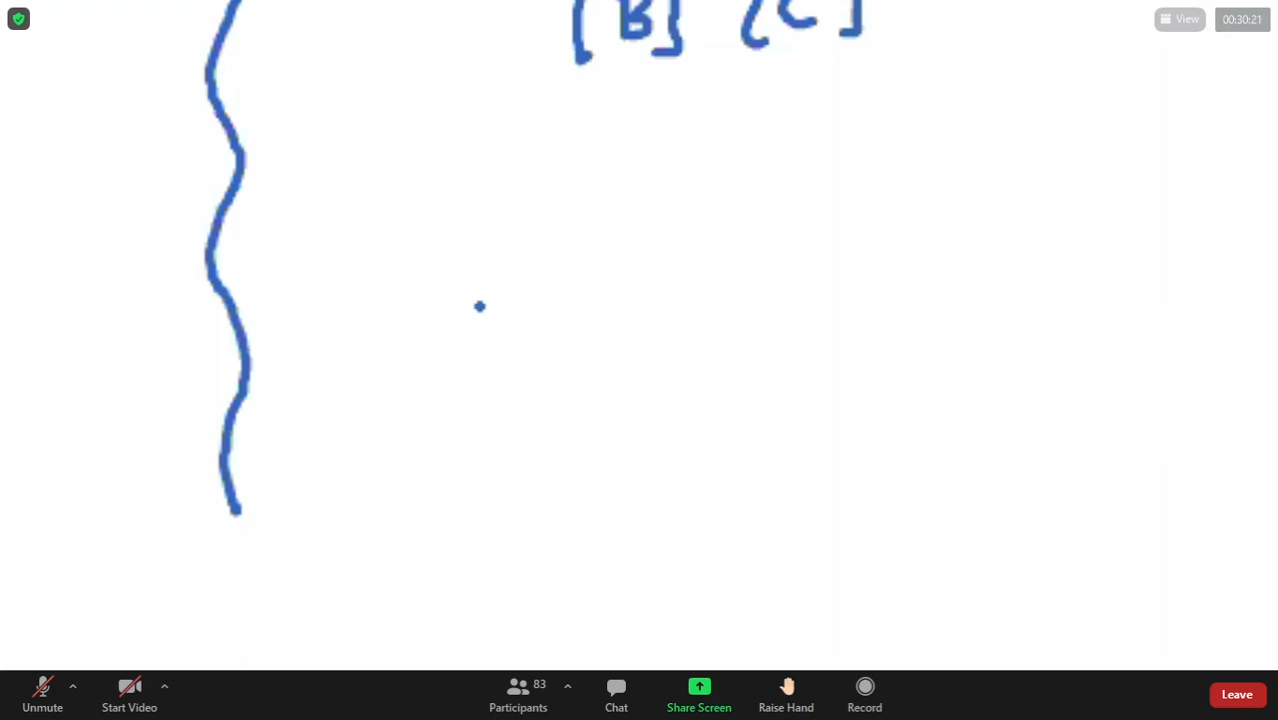 View 00:30:21
[B] [C]
83
Unmute Start Video Participants Chat Share Screen Raise Hand Record Leave